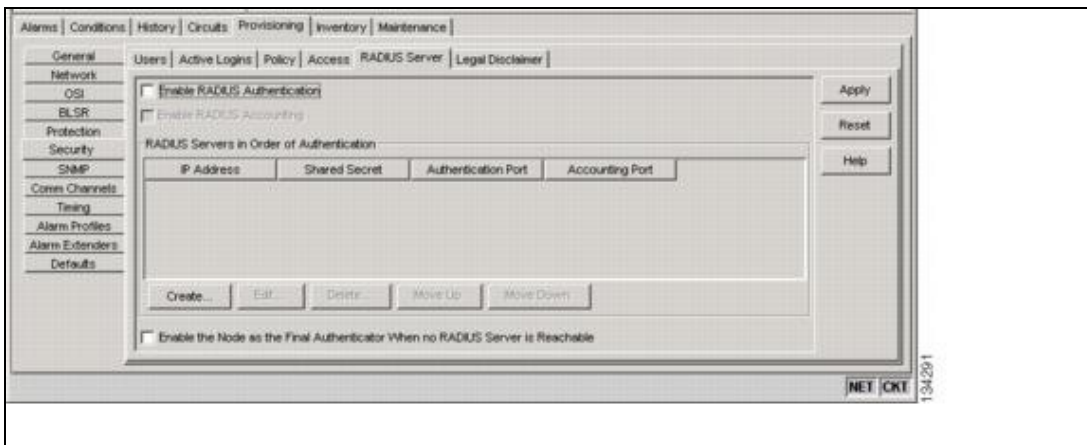 Alarms Conditions History Circuits Provisioning Inventory Maintenance
General
Network
OSI
BLSR
Protection
Security
SNMP
Comm Channels
Timing
Alarm Profiles
Alarm Extenders
Defaults
Users Active Logins Policy Access RADIUS Server Legal Disclaimer
Enable RADIUS Authentication
Enable RADIUS Accounting
RADIUS Servers in Order of Authentication
IP Address Shared Secret Authentication Port Accounting Port
Create... Edit... Delete... Move Up Move Down
Enable the Node as the Final Authenticator When no RADIUS Server is Reachable
Apply
Reset
Help
NET CKT
134291